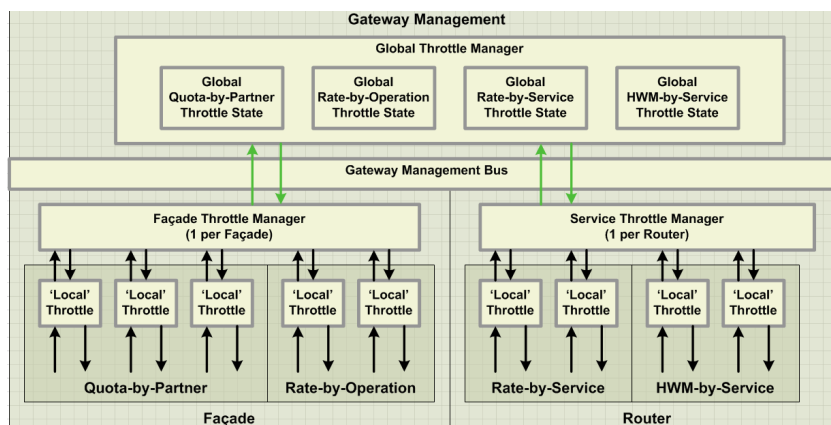 Gateway Management
Global Throttle Manager
Global
Quota-by-Partner
Throttle State
Global
Rate-by-Operation
Throttle State
Global
Rate-by-Service
Throttle State
Global
HWM-by-Service
Throttle State
Gateway Management Bus
Façade Throttle Manager
(1 per Façade)
Service Throttle Manager
(1 per Router)
‘Local’
Throttle
‘Local’
Throttle
‘Local’
Throttle
‘Local’
Throttle
‘Local’
Throttle
‘Local’
Throttle
‘Local’
Throttle
‘Local’
Throttle
‘Local’
Throttle
Quota-by-Partner
Rate-by-Operation
Rate-by-Service
HWM-by-Service
Façade
Router